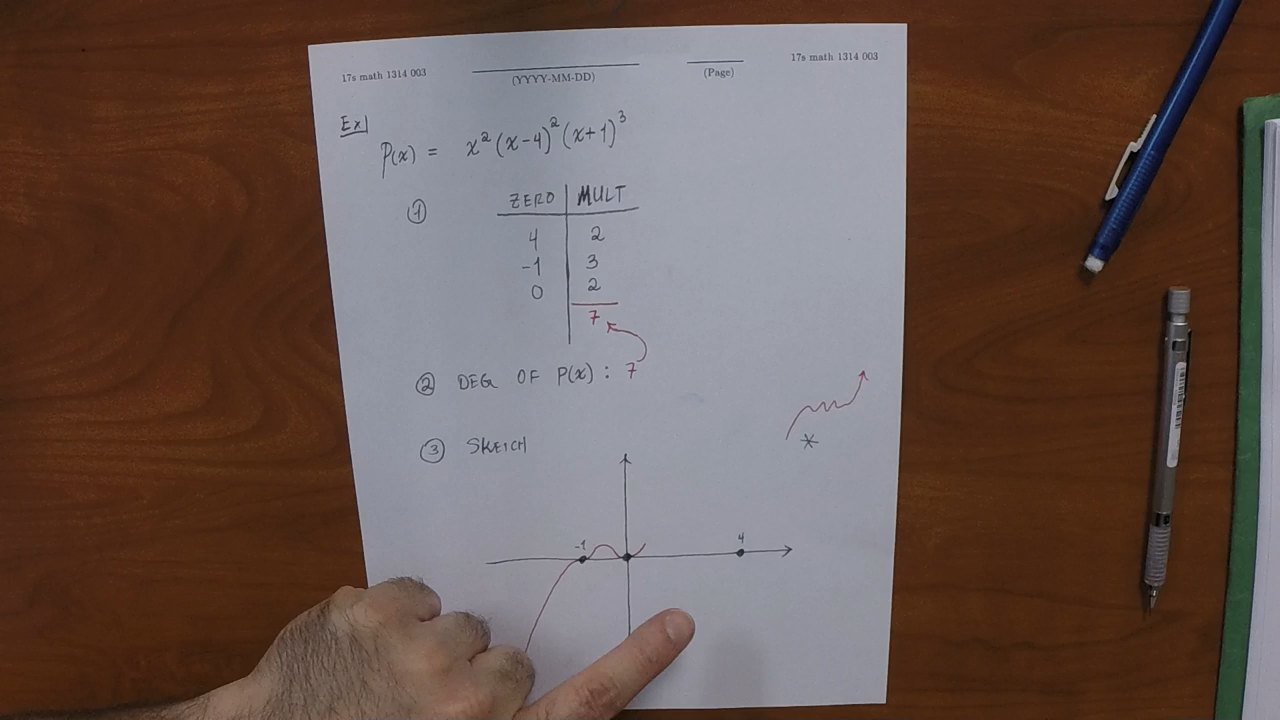 17s math 1314 003 (YYYY-MM-DD) (Page) 17s math 1314 003
Ex1
P(x) = x²(x-4)²(x+1)³
① ZERO MULT
4 2
-1 3
0 2
7
② DEG OF P(x): 7
③ SKETCH
*
-1 4